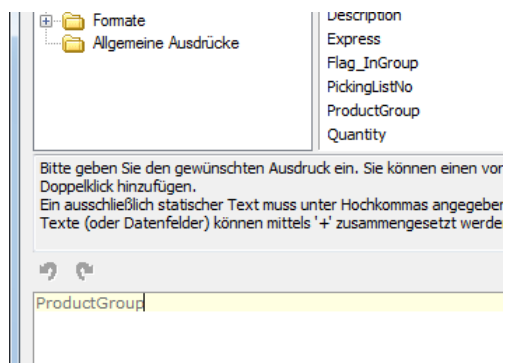 Formate
Allgemeine Ausdrücke
Description
Express
Flag_InGroup
PickingListNo
ProductGroup
Quantity
Bitte geben Sie den gewünschten Ausdruck ein. Sie können einen vor
Doppelklick hinzufügen.
Ein ausschließlich statischer Text muss unter Hochkommas angegeben
Texte (oder Datenfelder) können mittels '+' zusammengesetzt werde
ProductGroup